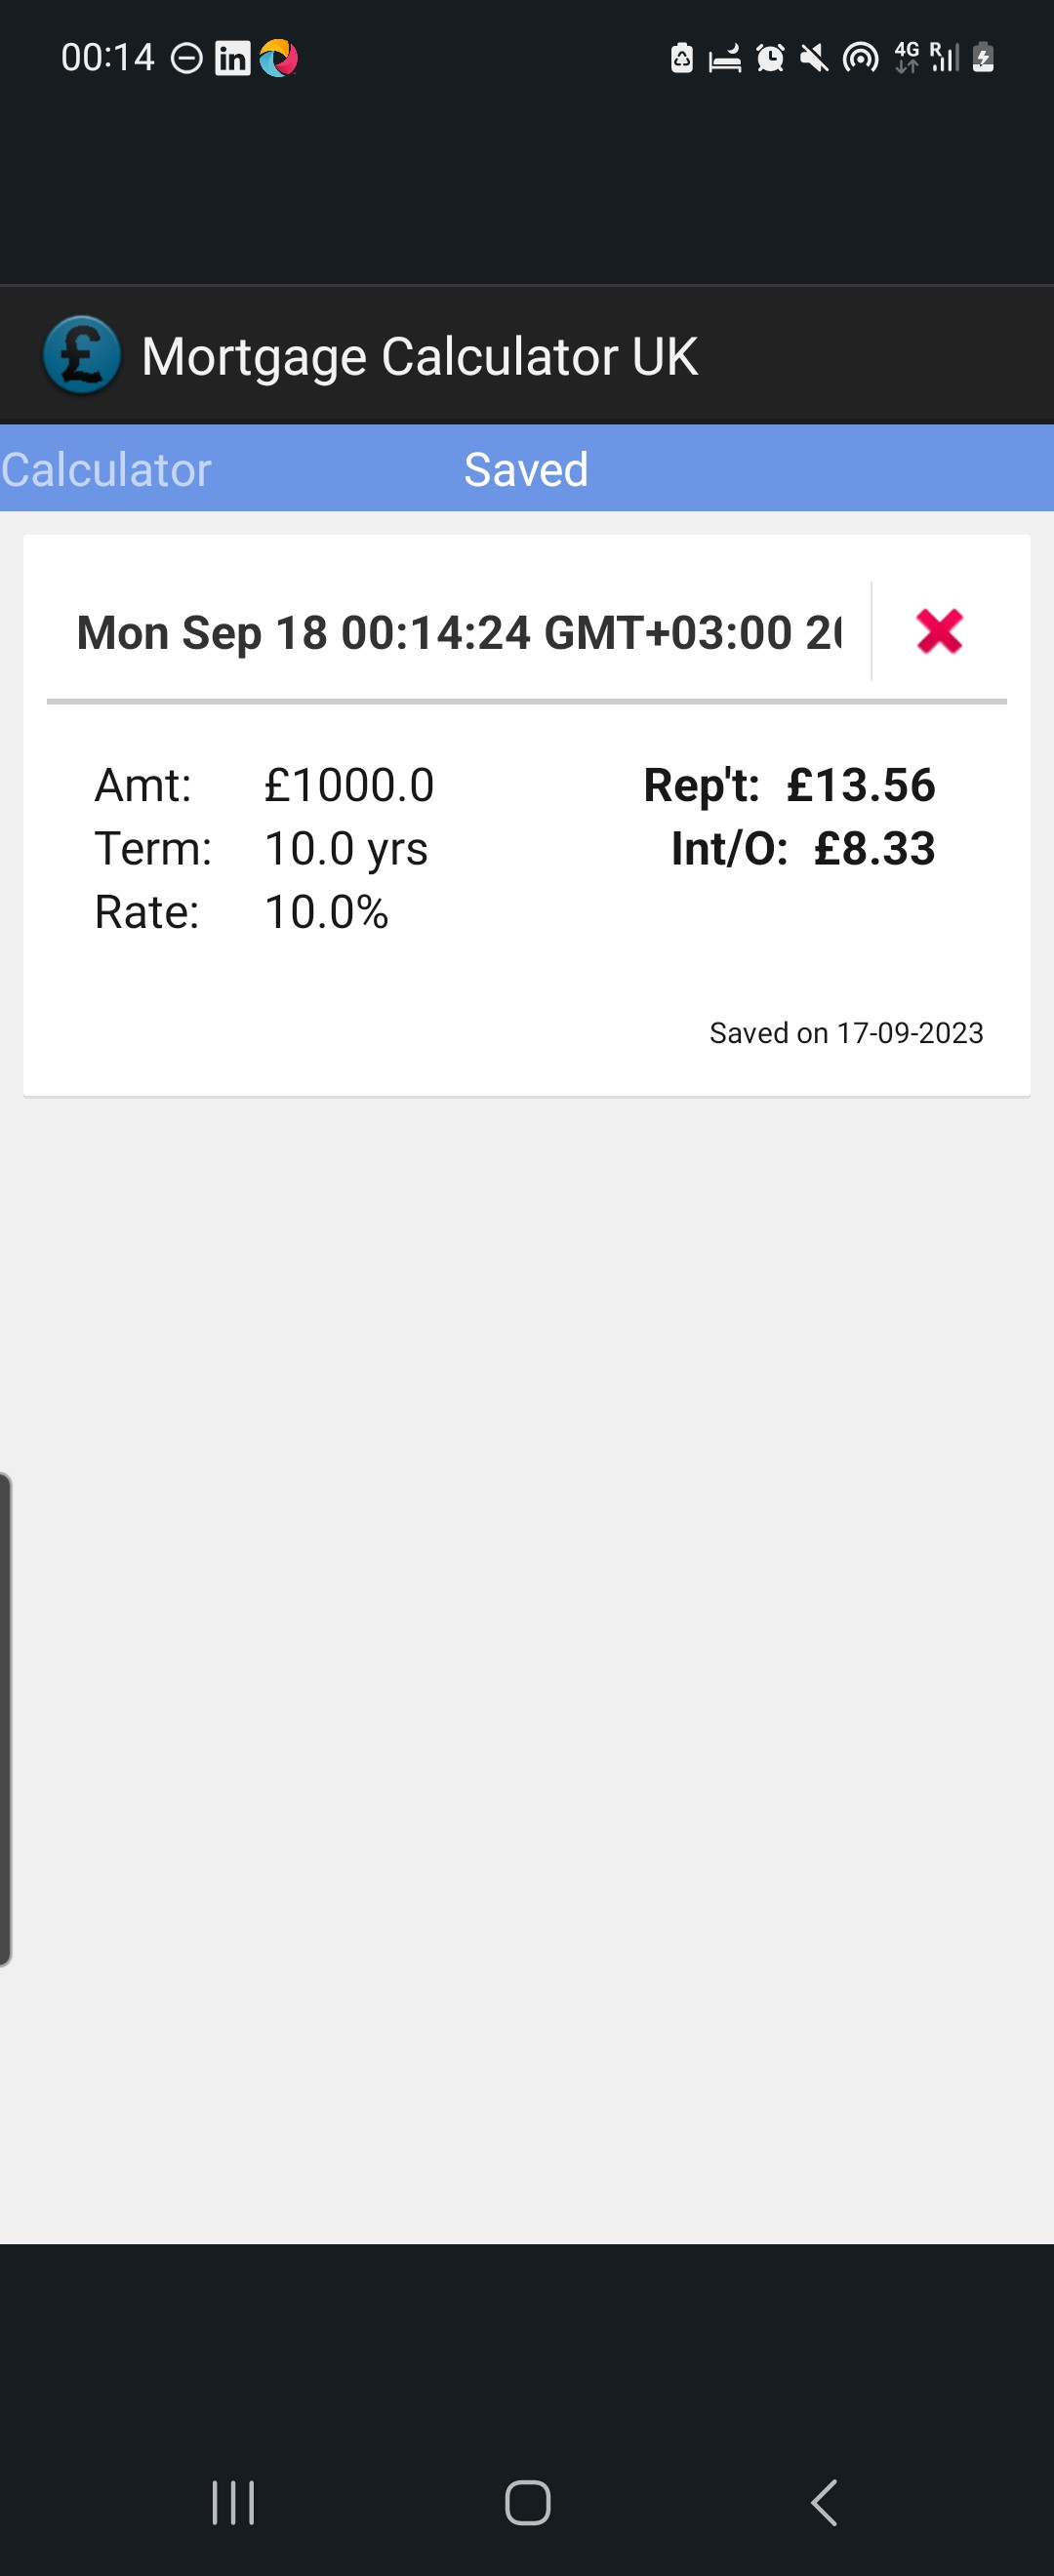 00:14
4G R
Mortgage Calculator UK
Calculator Saved
Mon Sep 18 00:14:24 GMT+03:00
Amt: £1000.0 Rep't: £13.56
Term: 10.0 yrs Int/O: £8.33
Rate: 10.0%
Saved on 17-09-2023